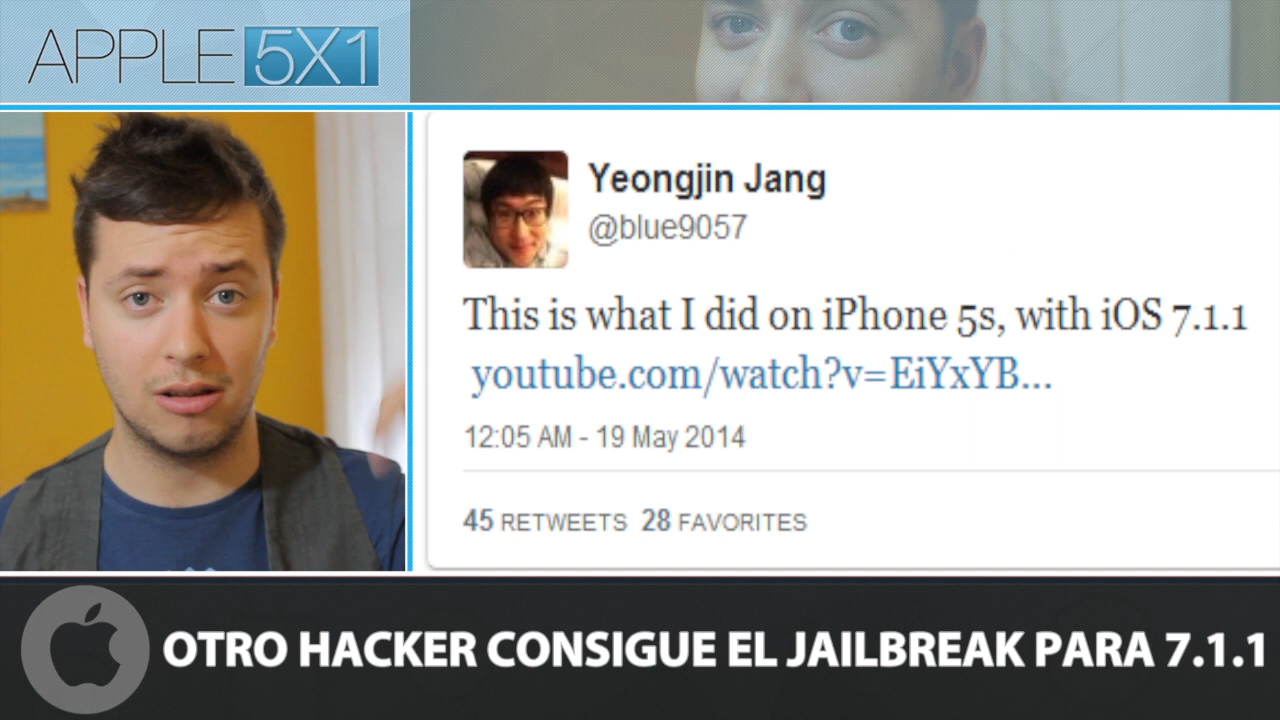 APPLE 5X1
Yeongjin Jang
@blue9057
This is what I did on iPhone 5s, with iOS 7.1.1
youtube.com/watch?v=EiYxYB...
12:05 AM - 19 May 2014
45 RETWEETS 28 FAVORITES
OTRO HACKER CONSIGUE EL JAILBREAK PARA 7.1.1